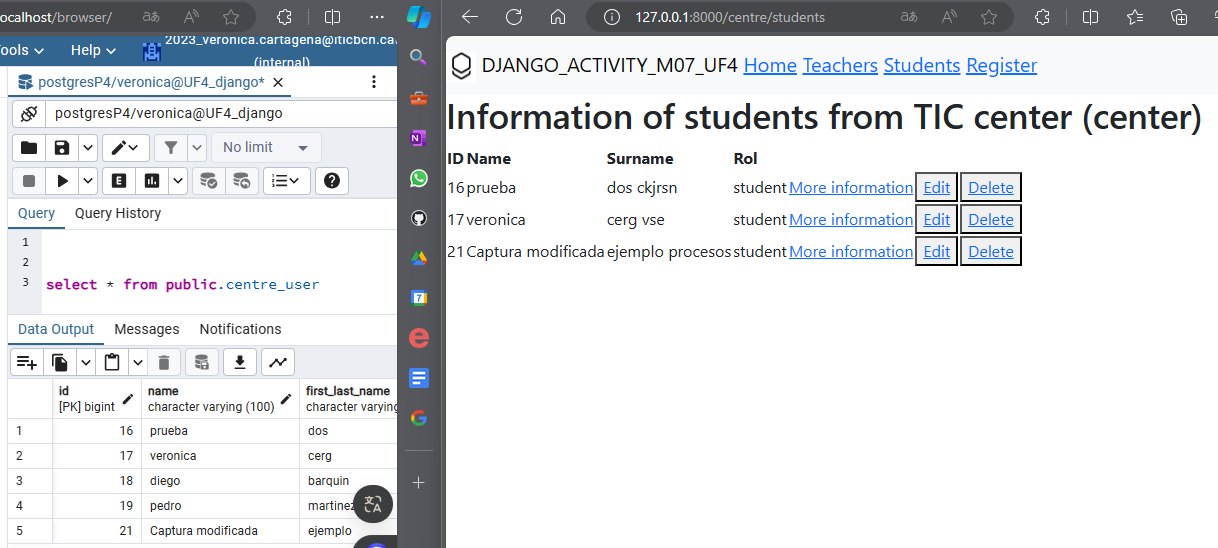 ocalhost/browser/
ools
Help
2023_veronica.cartagena@iticbcn.ca
(internal)
postgresP4/veronica@UF4_django*
postgresP4/veronica@UF4_django
No limit
Query Query History
1
2
3 select * from public.centre_user
Data Output Messages Notifications
id name first_last_name
[PK] bigint character varying (100) character varying
1 16 prueba dos
2 17 veronica cerg
3 18 diego barquin
4 19 pedro martinez
5 21 Captura modificada ejemplo
127.0.0.1:8000/centre/students
DJANGO_ACTIVITY_M07_UF4 Home Teachers Students Register
Information of students from TIC center (center)
ID Name Surname Rol
16 prueba dos ckjrsn student More information Edit Delete
17 veronica cerg vse student More information Edit Delete
21 Captura modificada ejemplo procesos student More information Edit Delete